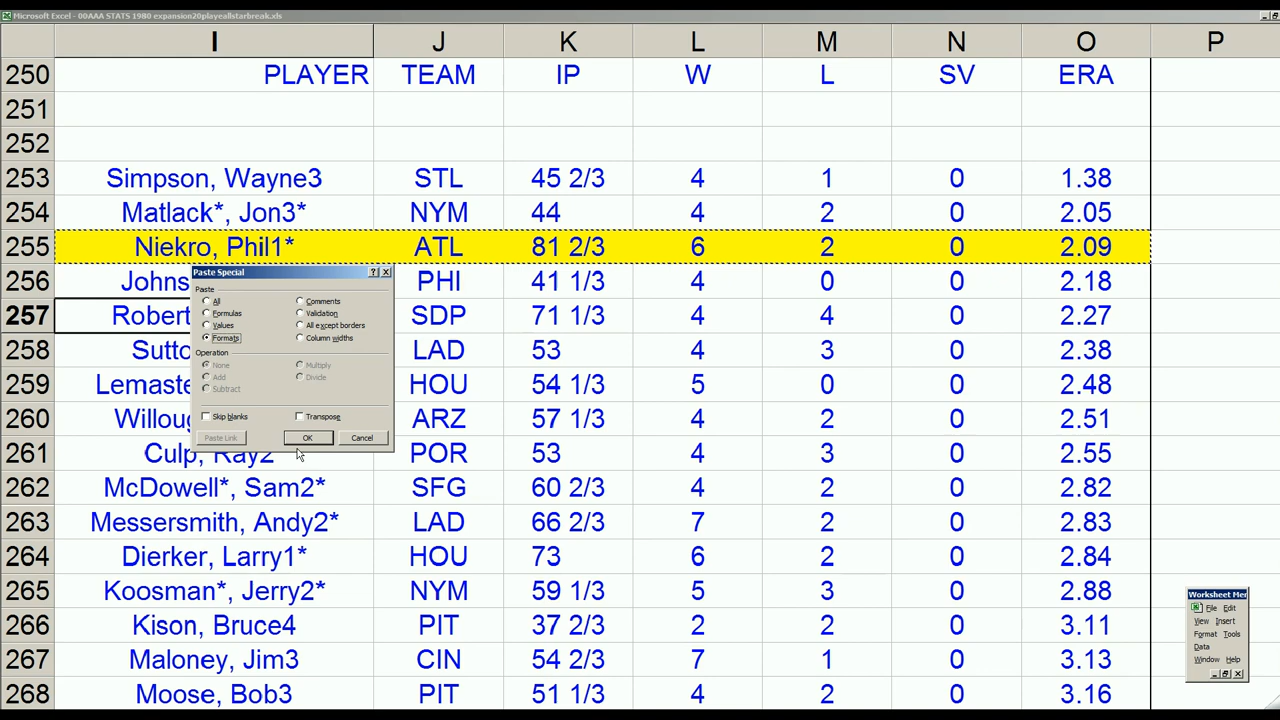 Microsoft Excel - 00AAA STATS 1980 expansion20playeallstarbreak.xls
I J K L M N O P
250 PLAYER TEAM IP W L SV ERA
251
252
253 Simpson, Wayne3 STL 45 2/3 4 1 0 1.38
254 Matlack*, Jon3* NYM 44 4 2 0 2.05
255 Niekro, Phil1* ATL 81 2/3 6 2 0 2.09
256 Johns PHI 41 1/3 4 0 0 2.18
257 Robert SDP 71 1/3 4 4 0 2.27
258 Sutto LAD 53 4 3 0 2.38
259 Lemaste HOU 54 1/3 5 0 0 2.48
260 Willoug ARZ 57 1/3 4 2 0 2.51
261 Culp, Ray2 POR 53 4 3 0 2.55
262 McDowell*, Sam2* SFG 60 2/3 4 2 0 2.82
263 Messersmith, Andy2* LAD 66 2/3 7 2 0 2.83
264 Dierker, Larry1* HOU 73 6 2 0 2.84
265 Koosman*, Jerry2* NYM 59 1/3 5 3 0 2.88
266 Kison, Bruce4 PIT 37 2/3 2 2 0 3.11
267 Maloney, Jim3 CIN 54 2/3 7 1 0 3.13
268 Moose, Bob3 PIT 51 1/3 4 2 0 3.16
Paste Special
Paste
All Comments
Formulas Validation
Values All except borders
Formats Column widths
Operation
None Multiply
Add Divide
Subtract
Skip blanks Transpose
Paste Link OK Cancel
Worksheet Me
File Edit
View Insert
Format Tools
Data
Window Help